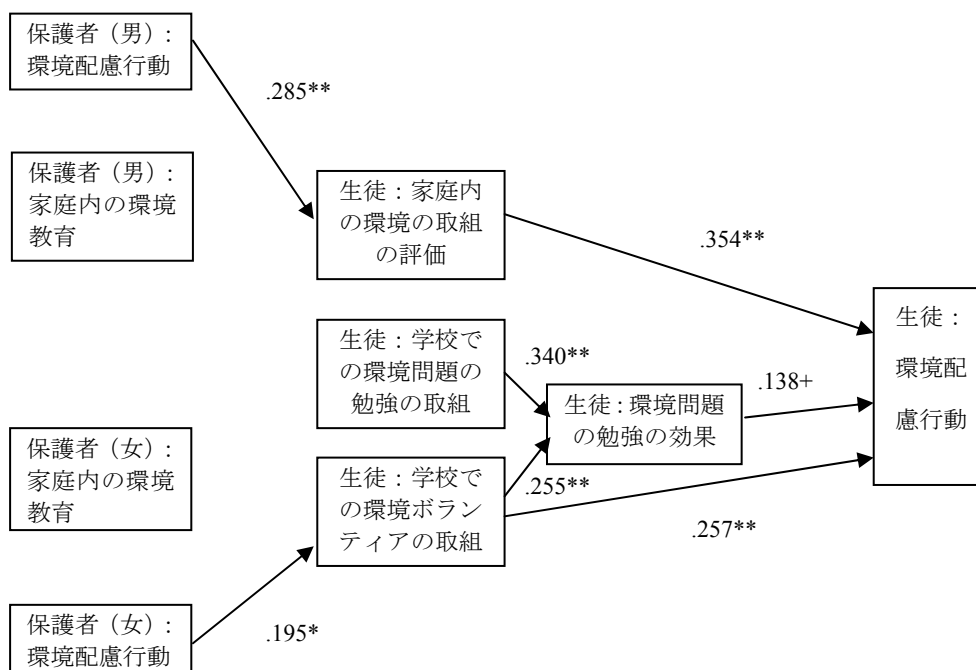 保護者（男）：
環境配慮行動
.285**
保護者（男）：
家庭内の環境
教育
生徒：家庭内
の環境の取組
の評価
.354**
生徒：
環境配
慮行動
生徒：学校で
の環境問題の
勉強の取組
.340**
.138+
生徒：環境問題
の勉強の効果
保護者（女）：
家庭内の環境
教育
生徒：学校で
の環境ボラン
ティアの取組
.255**
.257**
保護者（女）：
環境配慮行動
.195*